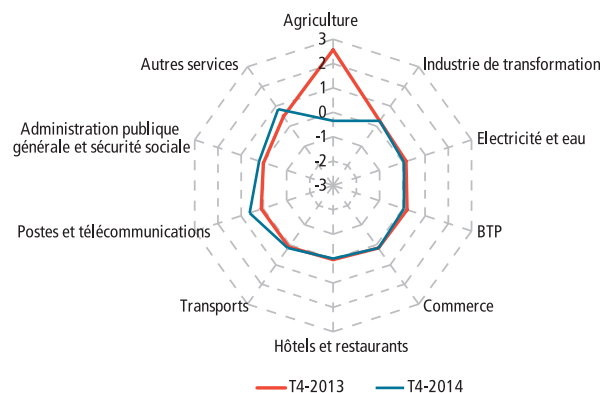 Agriculture
3
2
1
0
-1
-2
-3
Industrie de transformation
Electricité et eau
BTP
Commerce
Hôtels et restaurants
Transports
Postes et télécommunications
Administration publique
générale et sécurité sociale
Autres services
T4-2013 T4-2014